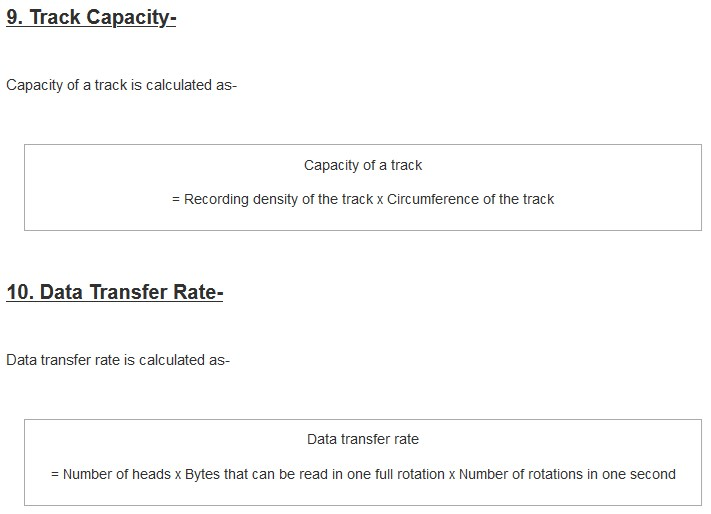 9. Track Capacity-
Capacity of a track is calculated as-
Capacity of a track
= Recording density of the track x Circumference of the track
10. Data Transfer Rate-
Data transfer rate is calculated as-
Data transfer rate
= Number of heads x Bytes that can be read in one full rotation x Number of rotations in one second